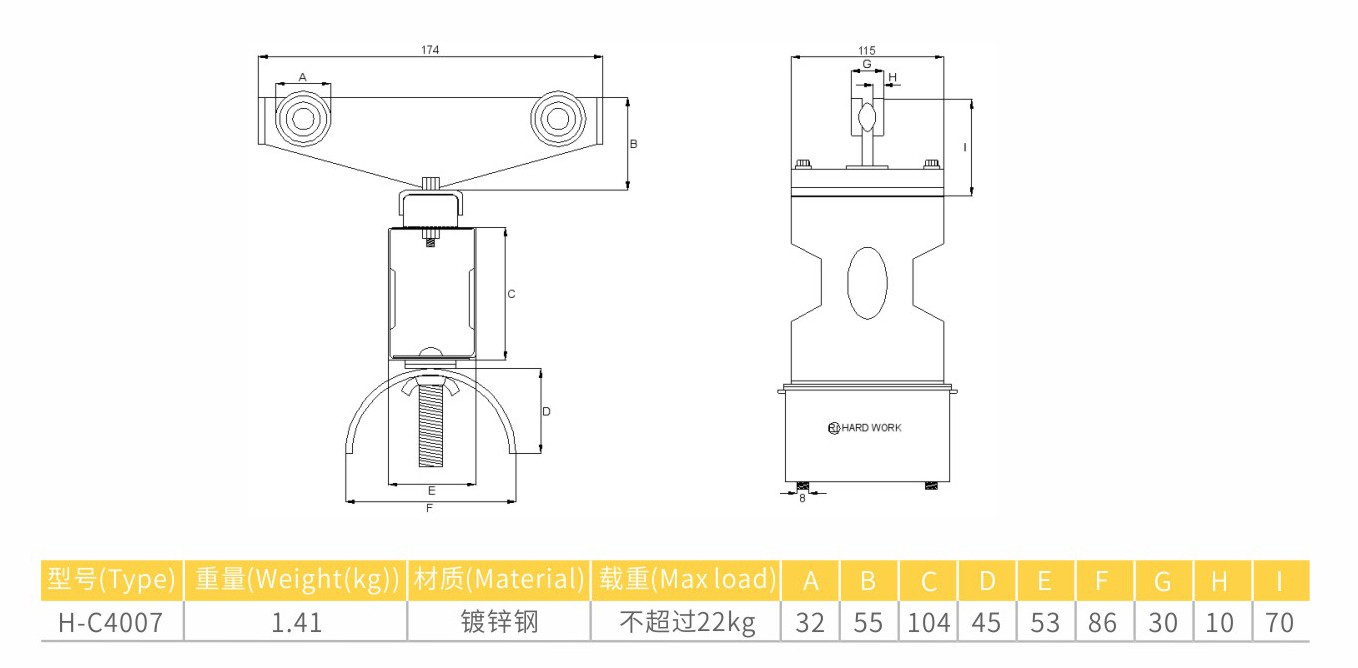 174
115
A
G
H
B
I
C
D
HARD WORK
E
8
F
型号(Type) 重量(Weight(kg)) 材质(Material) 载重(Max load) A B C D E F G H I
H-C4007 1.41 镀锌钢 不超过22kg 32 55 104 45 53 86 30 10 70